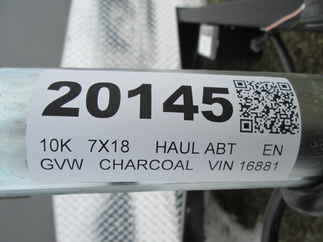 20145
10K 7X18 HAUL ABT EN
GVW CHARCOAL VIN 16881